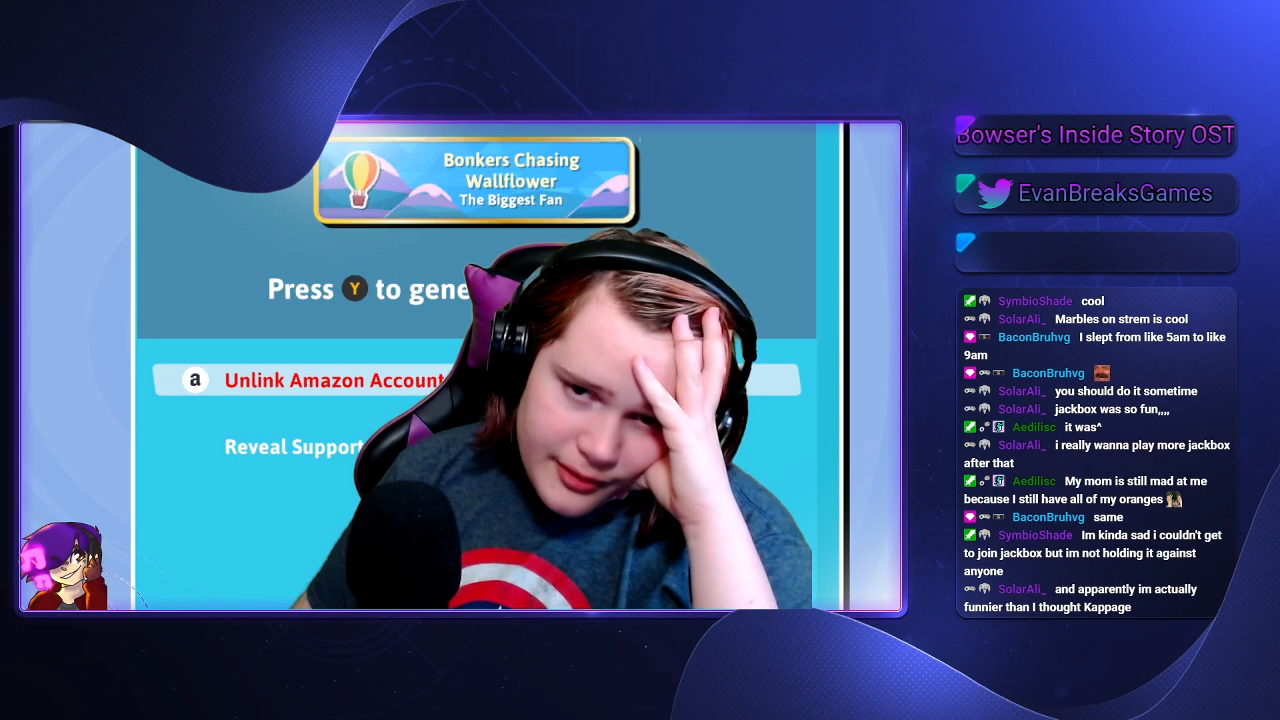 Bonkers Chasing
Wallflower
The Biggest Fan
Press Y to gene
a Unlink Amazon Account
Reveal Support
Bowser's Inside Story OST
EvanBreaksGames
SymbioShade cool
SolarAli_ Marbles on strem is cool
BaconBruhvg I slept from like 5am to like
9am
BaconBruhvg
SolarAli_ you should do it sometime
SolarAli_ jackbox was so fun,,,,
Aedilisc it was^
SolarAli_ i really wanna play more jackbox
after that
Aedilisc My mom is still mad at me
because I still have all of my oranges
BaconBruhvg same
SymbioShade Im kinda sad i couldn't get
to join jackbox but im not holding it against
anyone
SolarAli_ and apparently im actually
funnier than I thought Kappage